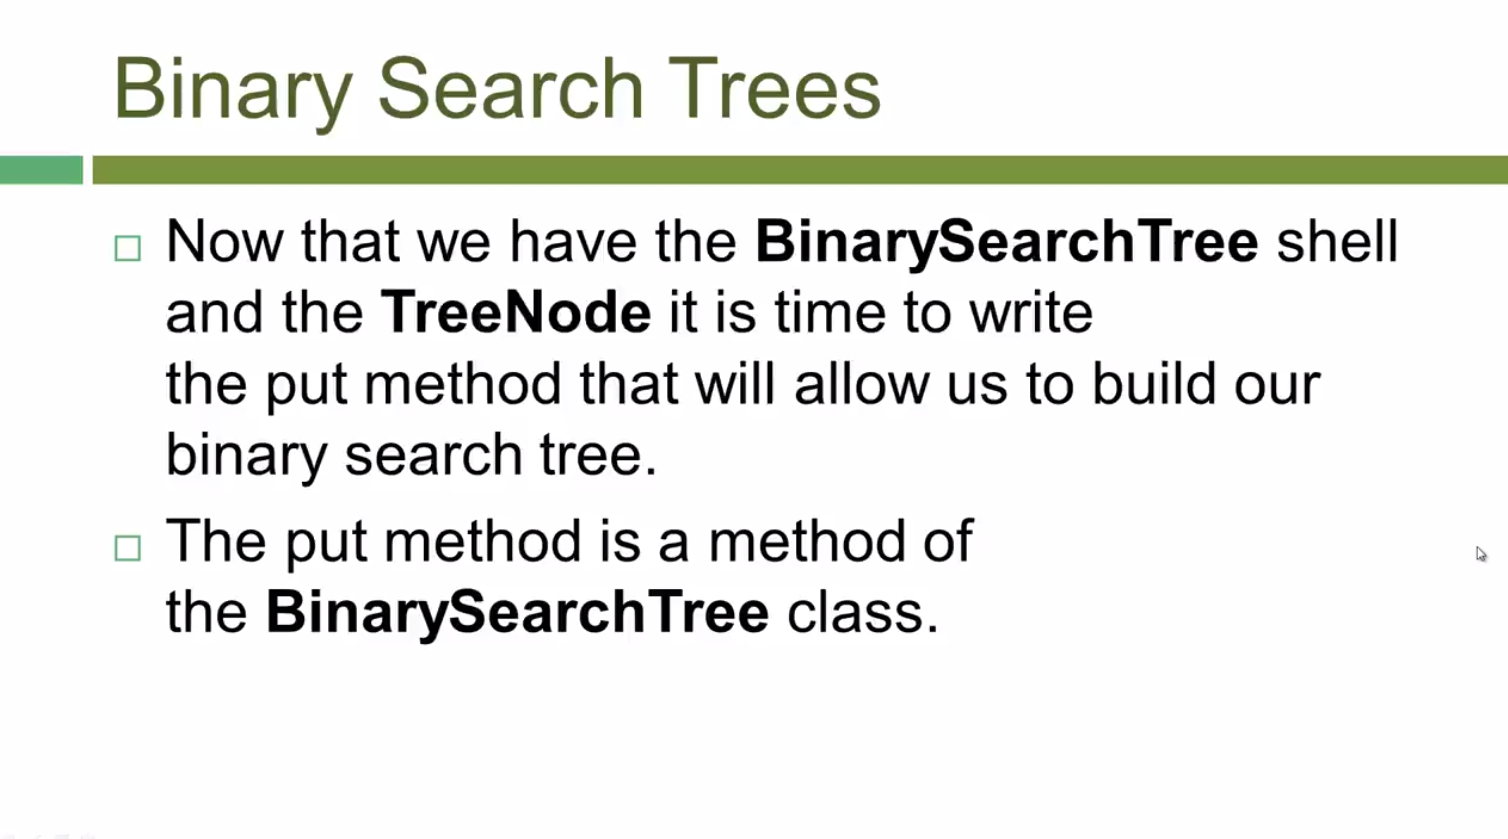 Binary Search Trees
Now that we have the BinarySearchTree shell
and the TreeNode it is time to write
the put method that will allow us to build our
binary search tree.
The put method is a method of
the BinarySearchTree class.